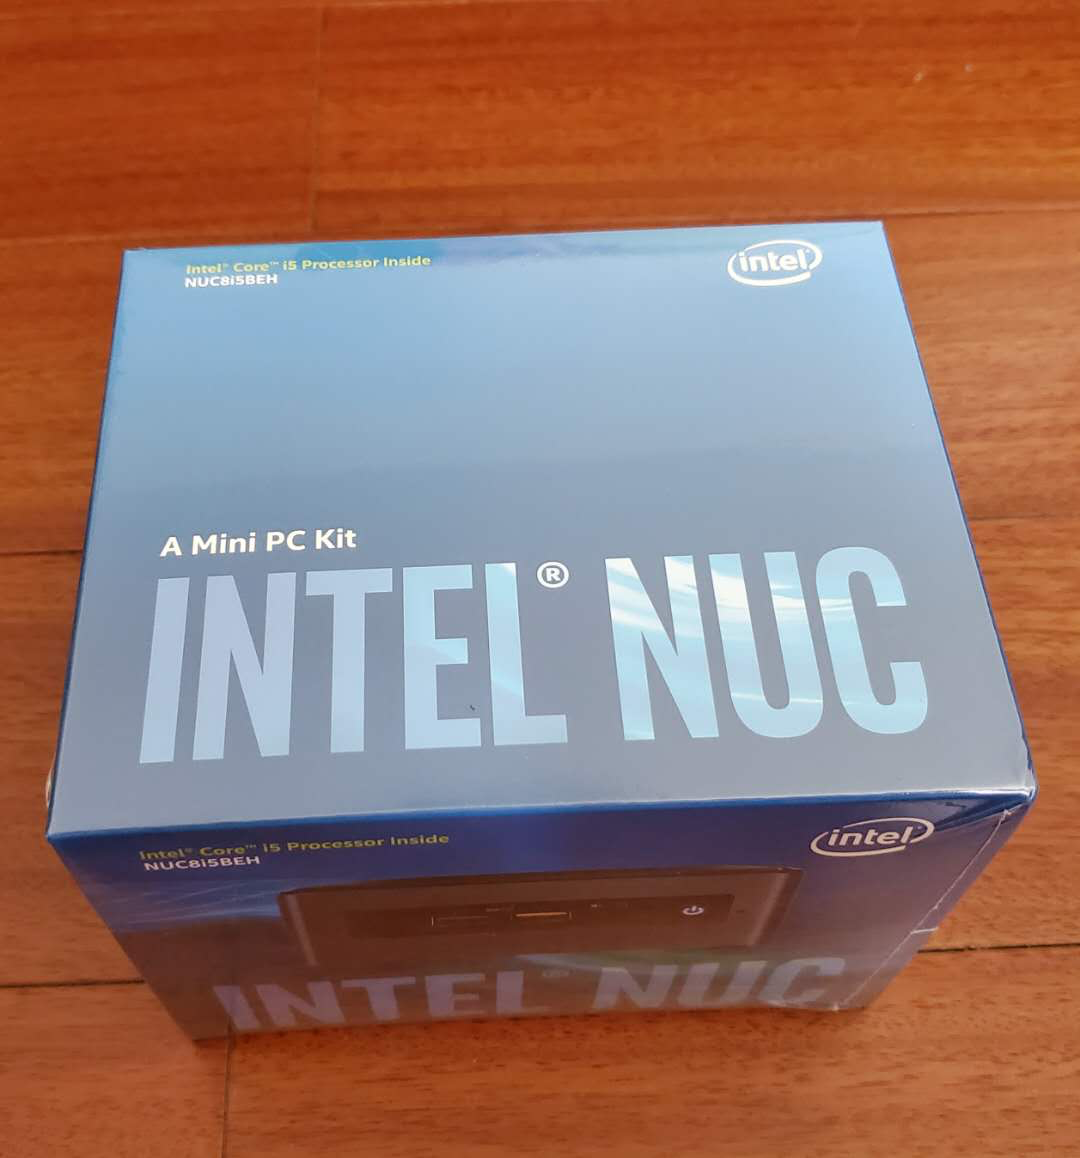 Intel® Core™ i5 Processor Inside
NUC8i5BEH
intel
A Mini PC Kit
INTEL® NUC
Intel® Core™ i5 Processor Inside
NUC8i5BEH
intel
INTEL® NUC